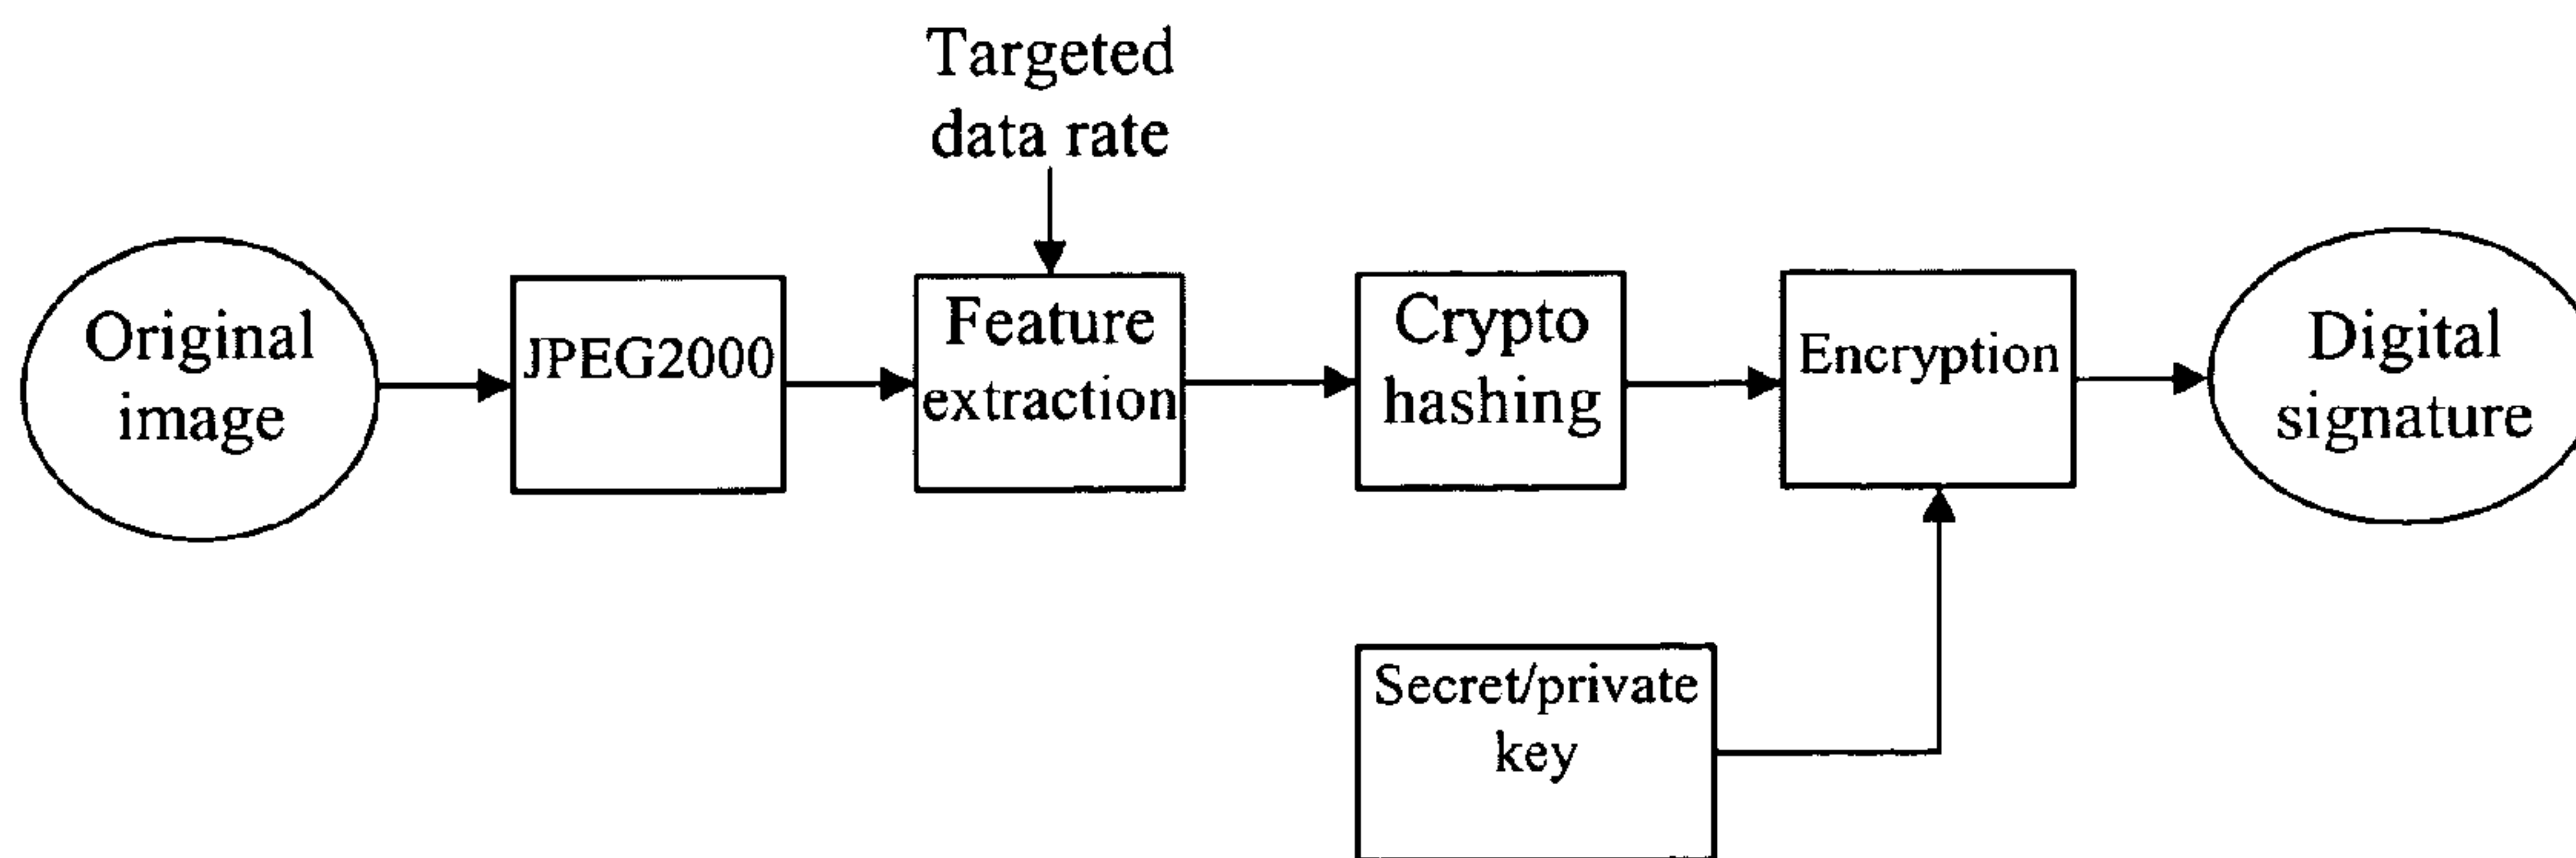 Targeted
data rate
Original
image
JPEG2000
Feature
extraction
Crypto
hashing
Encryption
Digital
signature
Secret/private
key